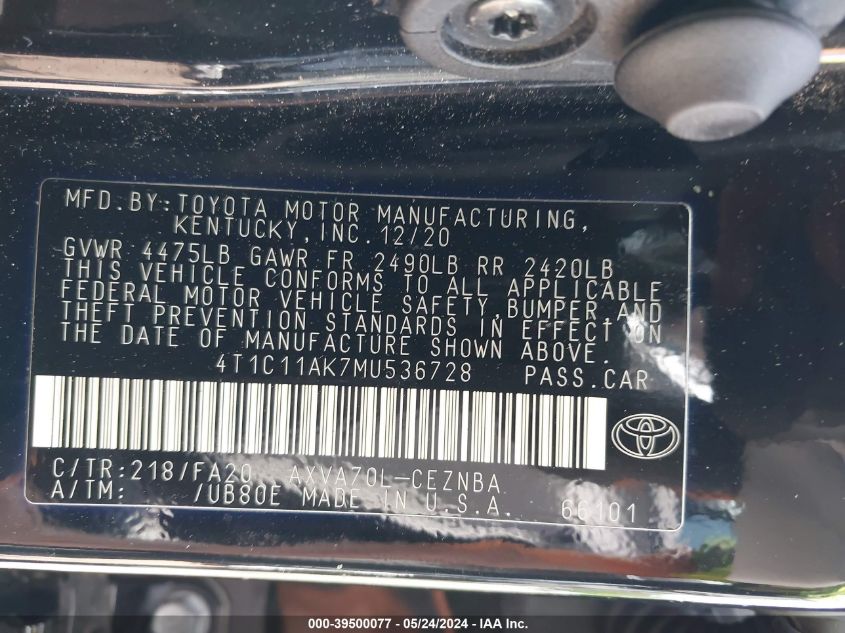 MFD.BY:TOYOTA MOTOR MANUFACTURING,
KENTUCKY,INC.12/20
GVWR 4475LB GAWR FR 2490LB RR 2420LB
THIS VEHICLE CONFORMS TO ALL APPLICABLE
FEDERAL MOTOR VEHICLE SAFETY,BUMPER,AND
THEFT PREVENTION STANDARDS IN EFFECT ON
THE DATE OF MANUFACTURE SHOWN ABOVE.
4T1C11AK7MU536728 PASS.CAR
C/TR:218/FA20 AXVA70L-CEZNBA
A/TM: /UB80E MADE IN U.S.A. 66101
000-39500077 - 05/24/2024 - IAA Inc.